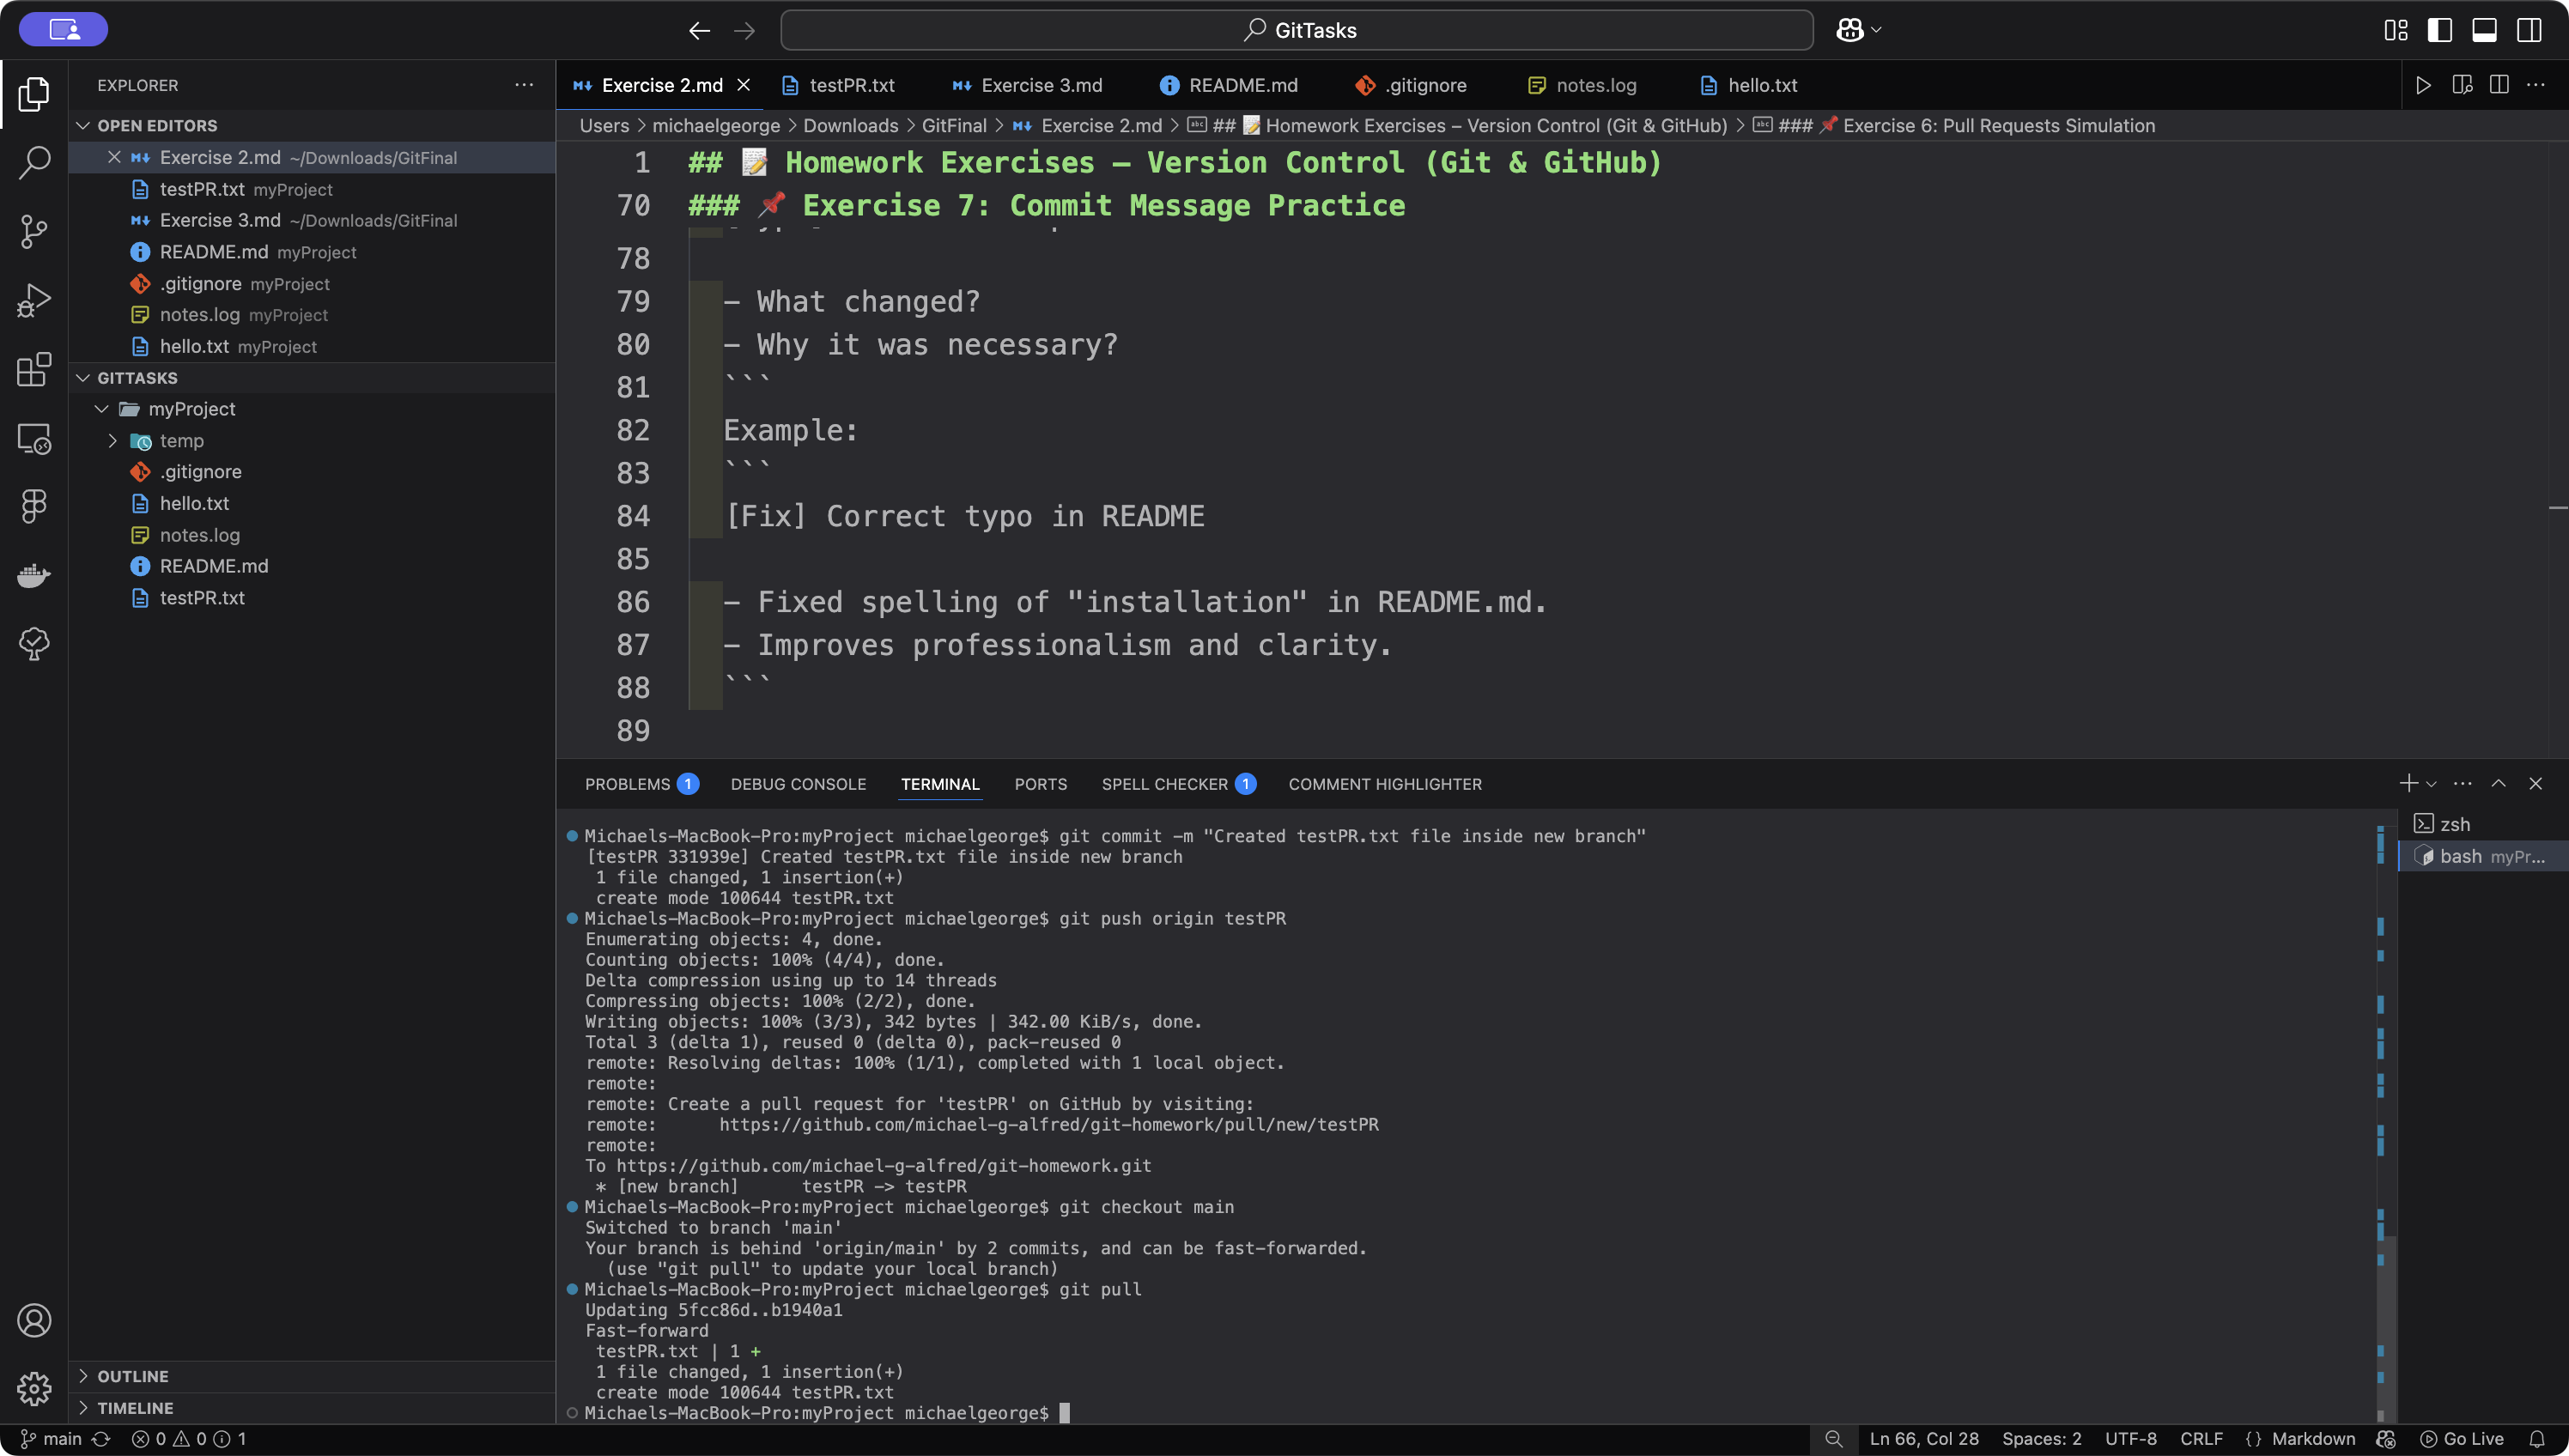 GitTasks
EXPLORER
OPEN EDITORS
Exercise 2.md ~/Downloads/GitFinal
testPR.txt myProject
Exercise 3.md ~/Downloads/GitFinal
README.md myProject
.gitignore myProject
notes.log myProject
hello.txt myProject
GITTASKS
myProject
temp
.gitignore
hello.txt
notes.log
README.md
testPR.txt
OUTLINE
TIMELINE
Exercise 2.md testPR.txt Exercise 3.md README.md .gitignore notes.log hello.txt
Users > michaelgeorge > Downloads > GitFinal > Exercise 2.md > ## 📝 Homework Exercises – Version Control (Git & GitHub) > ### 📌 Exercise 6: Pull Requests Simulation
1 ## 📝 Homework Exercises – Version Control (Git & GitHub)
70 ### 📌 Exercise 7: Commit Message Practice
78
79 - What changed?
80 - Why it was necessary?
81 ```
82 Example:
83 ```
84 [Fix] Correct typo in README
85
86 - Fixed spelling of "installation" in README.md.
87 - Improves professionalism and clarity.
88 ```
89
PROBLEMS 1 DEBUG CONSOLE TERMINAL PORTS SPELL CHECKER 1 COMMENT HIGHLIGHTER
Michaels-MacBook-Pro:myProject michaelgeorge$ git commit -m "Created testPR.txt file inside new branch"
[testPR 331939e] Created testPR.txt file inside new branch
1 file changed, 1 insertion(+)
create mode 100644 testPR.txt
Michaels-MacBook-Pro:myProject michaelgeorge$ git push origin testPR
Enumerating objects: 4, done.
Counting objects: 100% (4/4), done.
Delta compression using up to 14 threads
Compressing objects: 100% (2/2), done.
Writing objects: 100% (3/3), 342 bytes | 342.00 KiB/s, done.
Total 3 (delta 1), reused 0 (delta 0), pack-reused 0
remote: Resolving deltas: 100% (1/1), completed with 1 local object.
remote:
remote: Create a pull request for 'testPR' on GitHub by visiting:
remote: https://github.com/michael-g-alfred/git-homework/pull/new/testPR
remote:
To https://github.com/michael-g-alfred/git-homework.git
* [new branch] testPR -> testPR
Michaels-MacBook-Pro:myProject michaelgeorge$ git checkout main
Switched to branch 'main'
Your branch is behind 'origin/main' by 2 commits, and can be fast-forwarded.
(use "git pull" to update your local branch)
Michaels-MacBook-Pro:myProject michaelgeorge$ git pull
Updating 5fcc86d..b1940a1
Fast-forward
testPR.txt | 1 +
1 file changed, 1 insertion(+)
create mode 100644 testPR.txt
Michaels-MacBook-Pro:myProject michaelgeorge$
zsh
bash myPr...
main 0 0 1 Ln 66, Col 28 Spaces: 2 UTF-8 CRLF {} Markdown Go Live